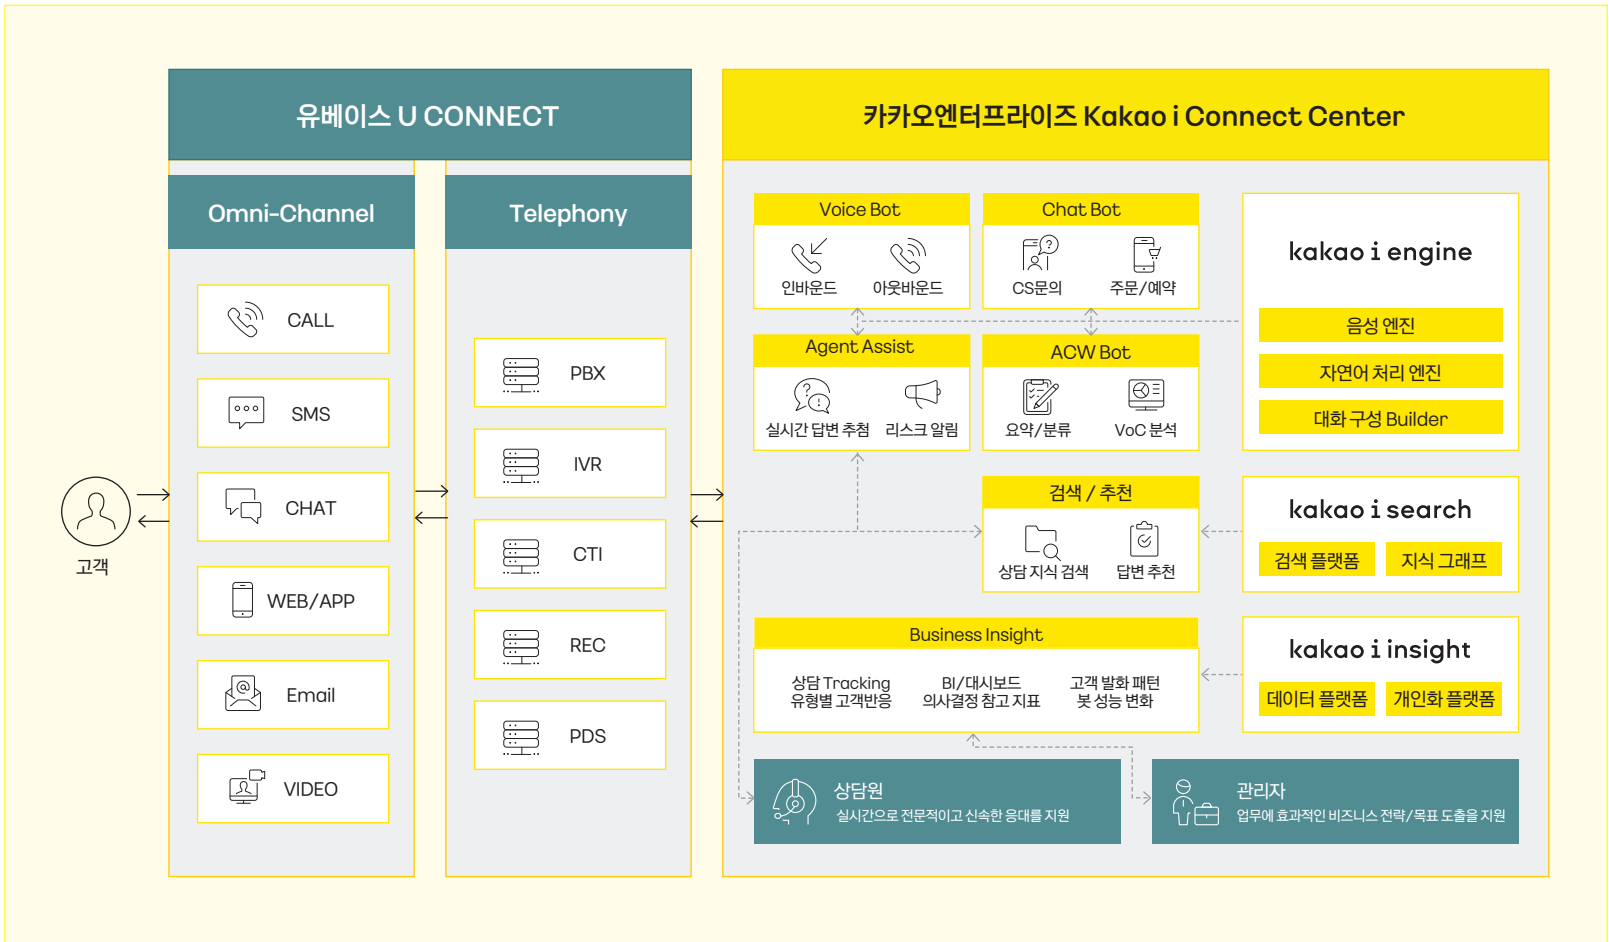 유베이스 U CONNECT
카카오엔터프라이즈 Kakao i Connect Center
Omni-Channel
Telephony
고객
CALL
SMS
CHAT
WEB/APP
Email
VIDEO
PBX
IVR
CTI
REC
PDS
Voice Bot
인바운드
아웃바운드
Chat Bot
CS문의
주문/예약
Agent Assist
실시간 답변 추첨
리스크 알림
ACW Bot
요약/분류
VoC 분석
kakao i engine
음성 엔진
자연어 처리 엔진
대화 구성 Builder
검색 / 추천
상담 지식 검색
답변 추천
kakao i search
검색 플랫폼
지식 그래프
Business Insight
상담 Tracking
유형별 고객반응
BI/대시보드
의사결정 참고 지표
고객 발화 패턴
봇 성능 변화
kakao i insight
데이터 플랫폼
개인화 플랫폼
상담원
실시간으로 전문적이고 신속한 응대를 지원
관리자
업무에 효과적인 비즈니스 전략/목표 도출을 지원